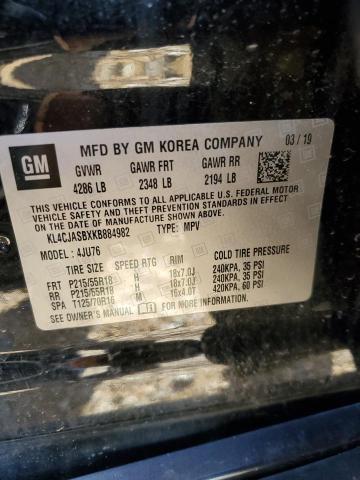 GM
MFD BY GM KOREA COMPANY 03/19
GVWR GAWR FRT GAWR RR
4286 LB 2348 LB 2194 LB
THIS VEHICLE CONFORMS TO ALL APPLICABLE U.S. FEDERAL MOTOR
VEHICLE SAFETY, BUMPER, AND THEFT PREVENTION STANDARDS IN
EFFECT ON THE DATE OF MANUFACTURE SHOWN ABOVE.
KL4CJASBXKB884982 TYPE: MPV
MODEL: 4JU76
TIRE SIZE SPEED RTG RIM COLD TIRE PRESSURE
FRT P215/55R18 H 18x7.0J 240KPA, 35 PSI
RR P215/55R18 H 18x7.0J 240KPA, 35 PSI
SPA T125/70R16 M 16x4.0T 420KPA, 60 PSI
SEE OWNER'S MANUAL FOR ADDITIONAL INFORMATION.